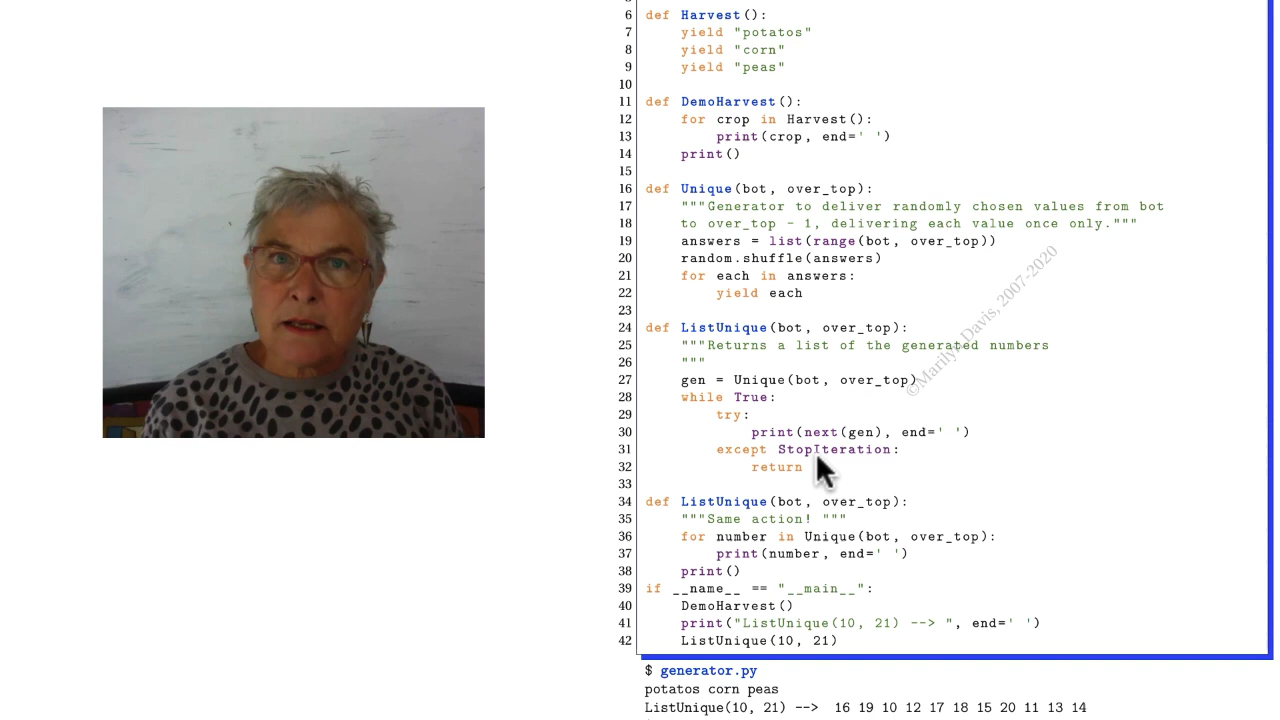 6 def Harvest():
7 yield "potatos"
8 yield "corn"
9 yield "peas"
10
11 def DemoHarvest():
12 for crop in Harvest():
13 print(crop, end=' ')
14 print()
15
16 def Unique(bot, over_top):
17 """Generator to deliver randomly chosen values from bot
18 to over_top - 1, delivering each value once only."""
19 answers = list(range(bot, over_top))
20 random.shuffle(answers)
21 for each in answers:
22 yield each
23
24 def ListUnique(bot, over_top):
25 """Returns a list of the generated numbers
26 """
27 gen = Unique(bot, over_top)
28 while True:
29 try:
30 print(next(gen), end=' ')
31 except StopIteration:
32 return
33
34 def ListUnique(bot, over_top):
35 """Same action! """
36 for number in Unique(bot, over_top):
37 print(number, end=' ')
38 print()
39 if __name__ == "__main__":
40 DemoHarvest()
41 print("ListUnique(10, 21) --> ", end=' ')
42 ListUnique(10, 21)
©Marilyn Davis, 2007-2020
$ generator.py
potatos corn peas
ListUnique(10, 21) --> 16 19 10 12 17 18 15 20 11 13 14